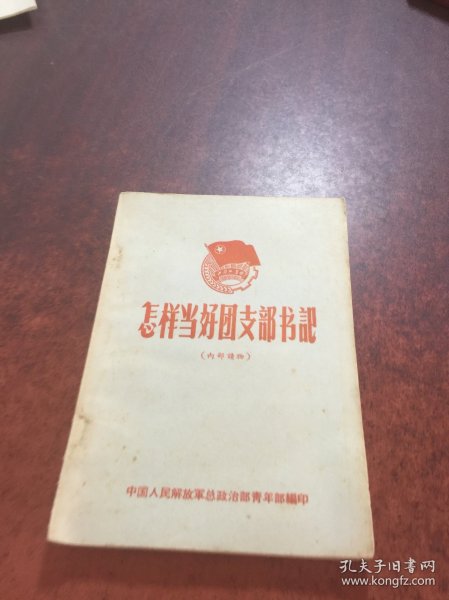 怎样当好团支部书記
（內部讀物）
中国人民解放軍总政治部青年部編印
孔夫子旧书网
www.kongfz.com